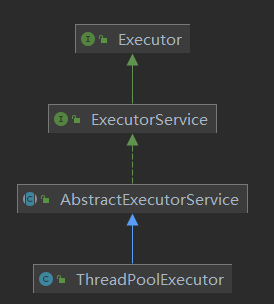 I Executor
I ExecutorService
C AbstractExecutorService
C ThreadPoolExecutor